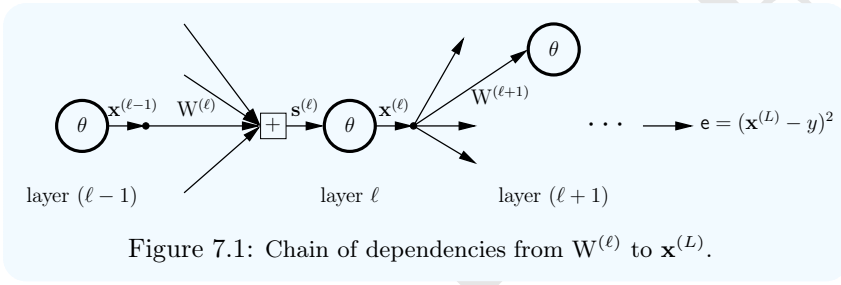 θ
x^(ℓ−1) W^(ℓ) + s^(ℓ) θ x^(ℓ) W^(ℓ+1) θ · · · e = (x^(L) − y)^2
layer (ℓ − 1) layer ℓ layer (ℓ + 1)
Figure 7.1: Chain of dependencies from W^(ℓ) to x^(L).